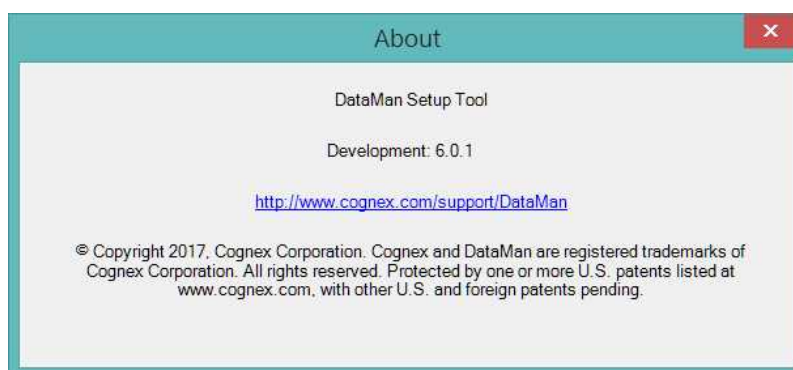 About
DataMan Setup Tool
Development: 6.0.1
http://www.cognex.com/support/DataMan
© Copyright 2017, Cognex Corporation. Cognex and DataMan are registered trademarks of
Cognex Corporation. All rights reserved. Protected by one or more U.S. patents listed at
www.cognex.com, with other U.S. and foreign patents pending.